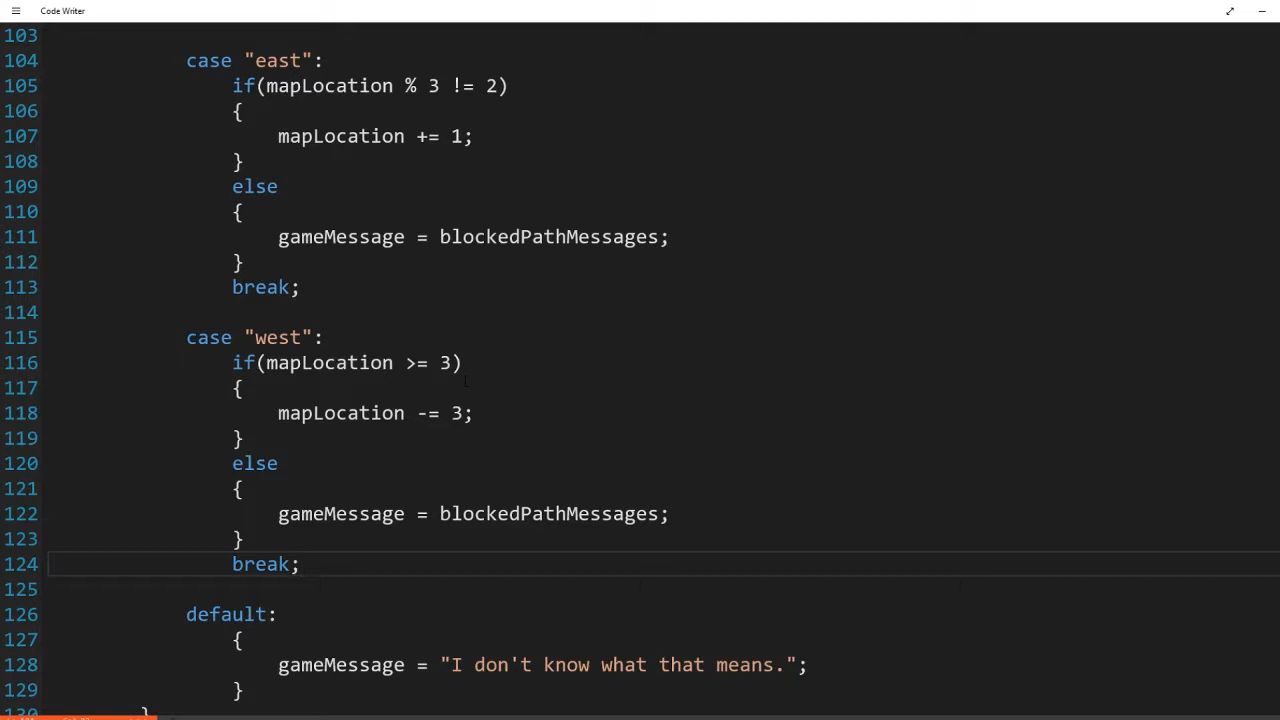 Code Writer
103
104 case "east":
105 if(mapLocation % 3 != 2)
106 {
107 mapLocation += 1;
108 }
109 else
110 {
111 gameMessage = blockedPathMessages;
112 }
113 break;
114
115 case "west":
116 if(mapLocation >= 3)
117 {
118 mapLocation -= 3;
119 }
120 else
121 {
122 gameMessage = blockedPathMessages;
123 }
124 break;
125
126 default:
127 {
128 gameMessage = "I don't know what that means.";
129 }
130 }